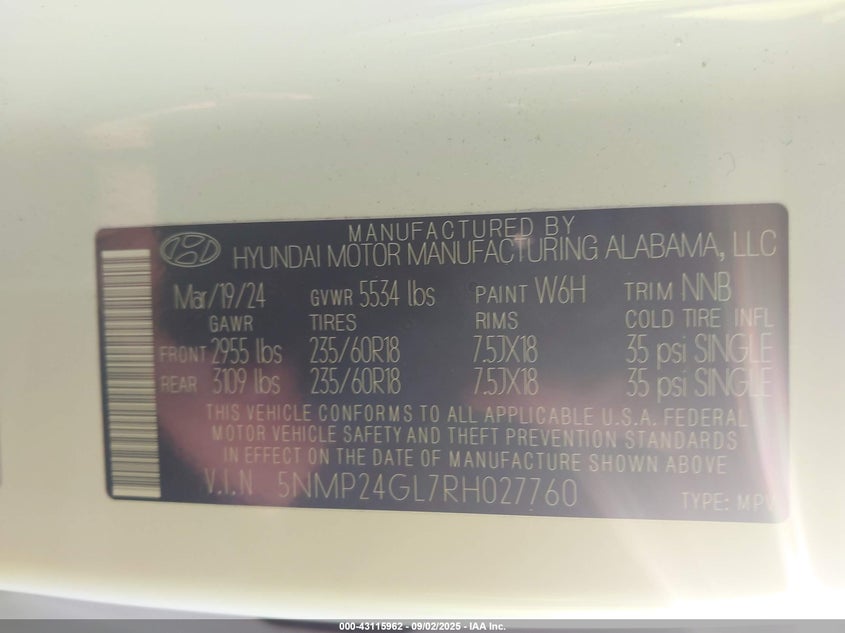 MANUFACTURED BY
HYUNDAI MOTOR MANUFACTURING ALABAMA, LLC
Mar/19/24 GVWR 5534 lbs PAINT W6H TRIM NNB
GAWR TIRES RIMS COLD TIRE INFL
FRONT 2955 lbs 235/60R18 7.5JX18 35 psi SINGLE
REAR 3109 lbs 235/60R18 7.5JX18 35 psi SINGLE
THIS VEHICLE CONFORMS TO ALL APPLICABLE U.S.A. FEDERAL
MOTOR VEHICLE SAFETY AND THEFT PREVENTION STANDARDS
IN EFFECT ON THE DATE OF MANUFACTURE SHOWN ABOVE
V.I.N 5NMP24GL7RH027760 TYPE: MPV
000-43115962 - 09/02/2025 - IAA Inc.